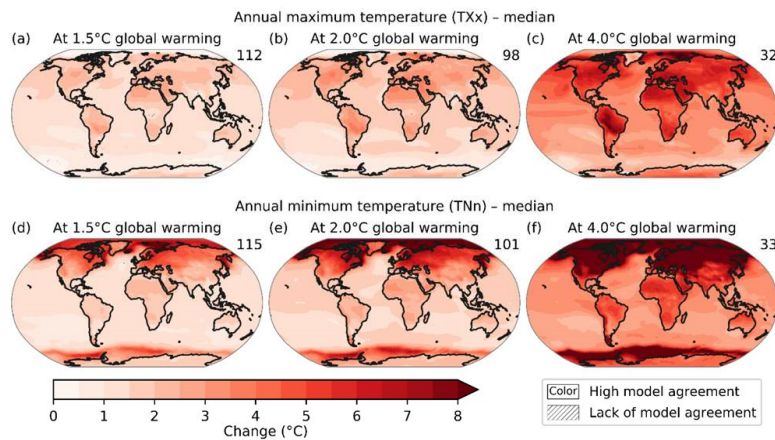 Annual maximum temperature (TXx) – median
(a) At 1.5°C global warming 112
(b) At 2.0°C global warming 98
(c) At 4.0°C global warming 32
Annual minimum temperature (TNn) – median
(d) At 1.5°C global warming 115
(e) At 2.0°C global warming 101
(f) At 4.0°C global warming 33
0 1 2 3 4 5 6 7 8
Change (°C)
Color High model agreement
Lack of model agreement